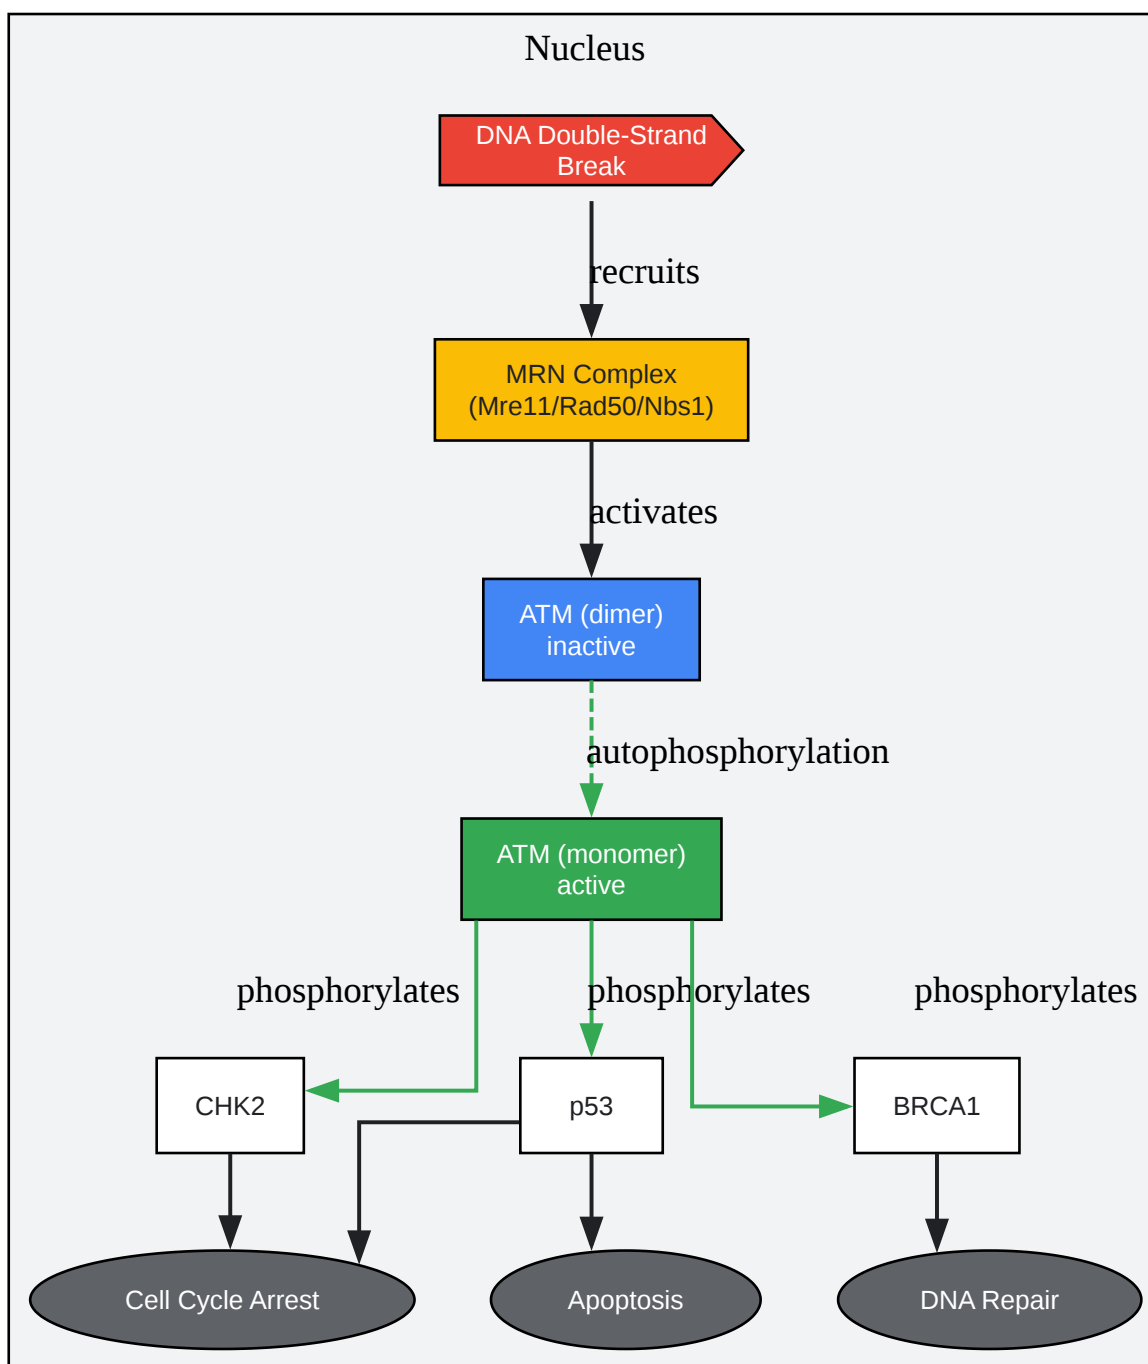 Nucleus
DNA Double-Strand
Break
recruits
MRN Complex
(Mre11/Rad50/Nbs1)
activates
ATM (dimer)
inactive
autophosphorylation
ATM (monomer)
active
phosphorylates
phosphorylates
phosphorylates
CHK2
p53
BRCA1
Cell Cycle Arrest
Apoptosis
DNA Repair